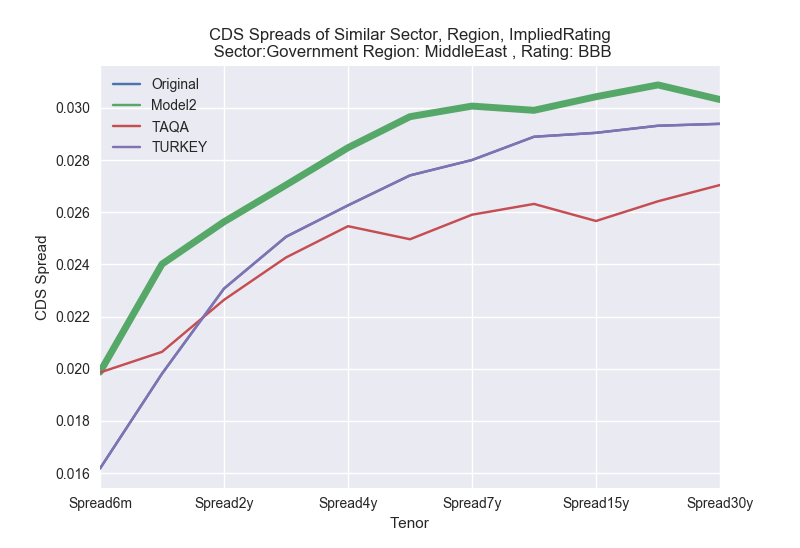 CDS Spreads of Similar Sector, Region, ImpliedRating
Sector:Government Region: MiddleEast , Rating: BBB
Original
Model2
TAQA
TURKEY
0.030
0.028
0.026
0.024
0.022
0.020
0.018
0.016
CDS Spread
Spread6m Spread2y Spread4y Spread7y Spread15y Spread30y
Tenor